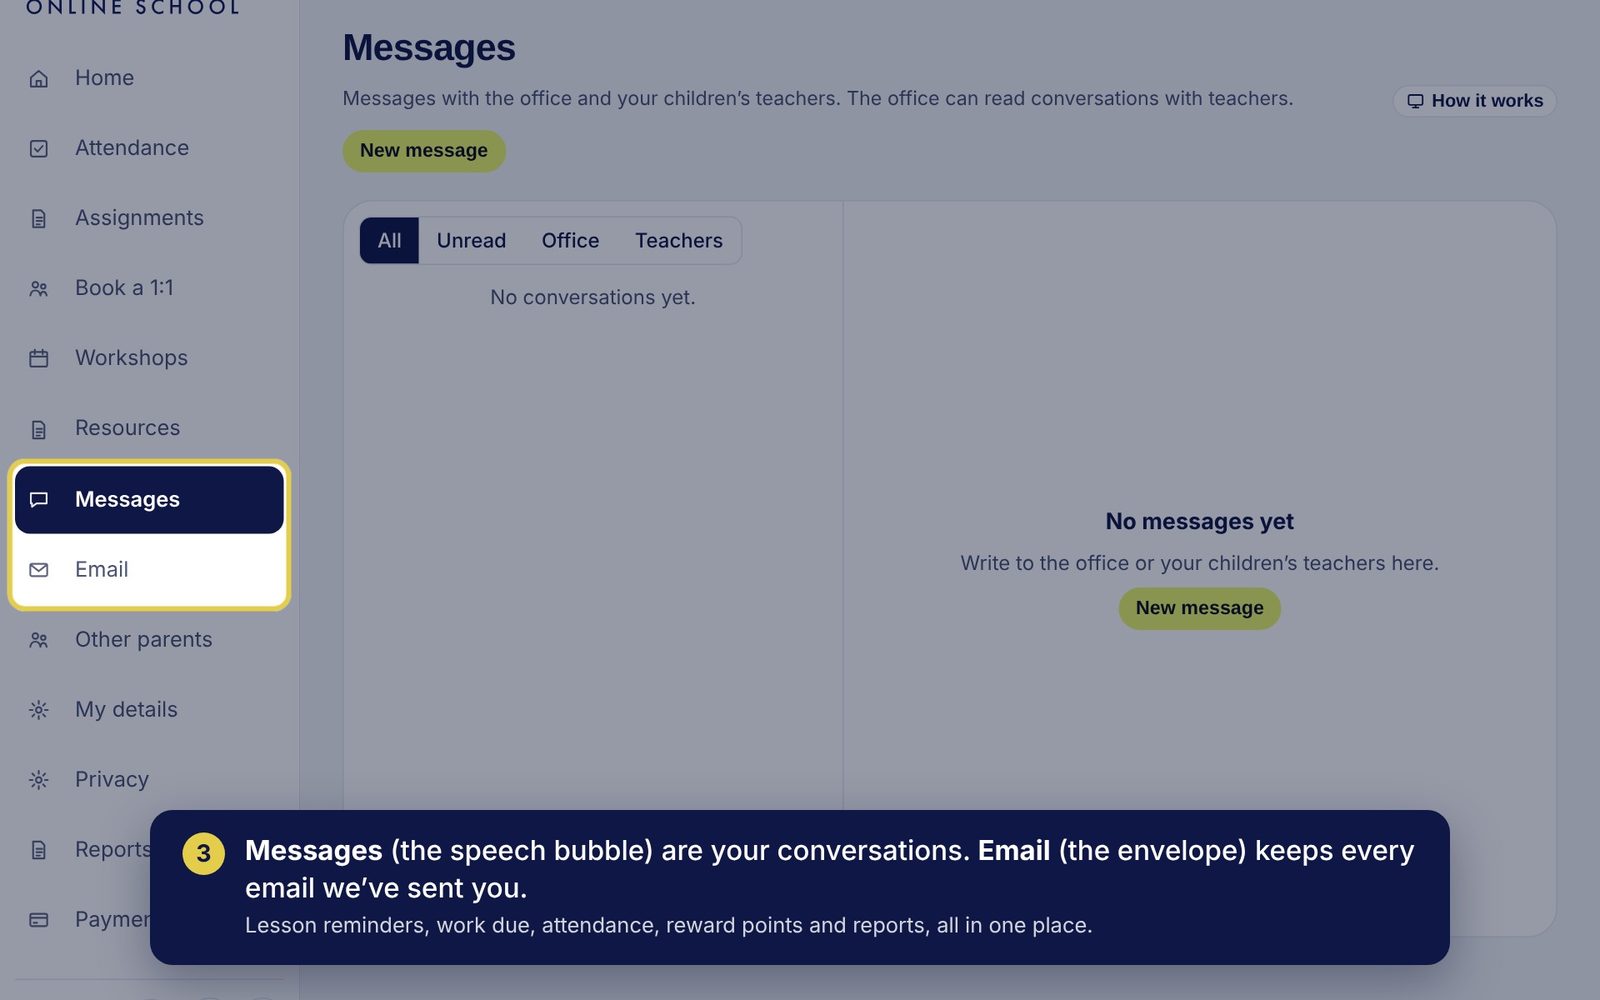 ONLINE SCHOOL
Home
Attendance
Assignments
Book a 1:1
Workshops
Resources
Messages
Email
Other parents
My details
Privacy
Reports
Messages
Messages with the office and your children’s teachers. The office can read conversations with teachers.
How it works
New message
All
Unread
Office
Teachers
No conversations yet.
No messages yet
Write to the office or your children’s teachers here.
New message
3
Messages (the speech bubble) are your conversations. Email (the envelope) keeps every
email we’ve sent you.
Lesson reminders, work due, attendance, reward points and reports, all in one place.